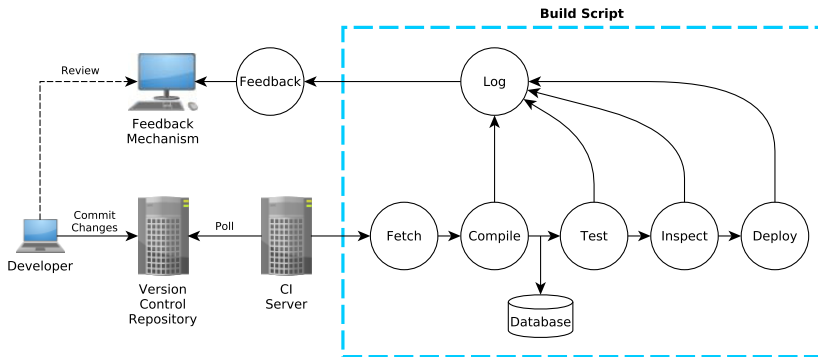 Build Script
Review
Feedback
Log
Feedback
Mechanism
Commit
Changes
Poll
Fetch
Compile
Test
Inspect
Deploy
Developer
Version
Control
Repository
CI
Server
Database